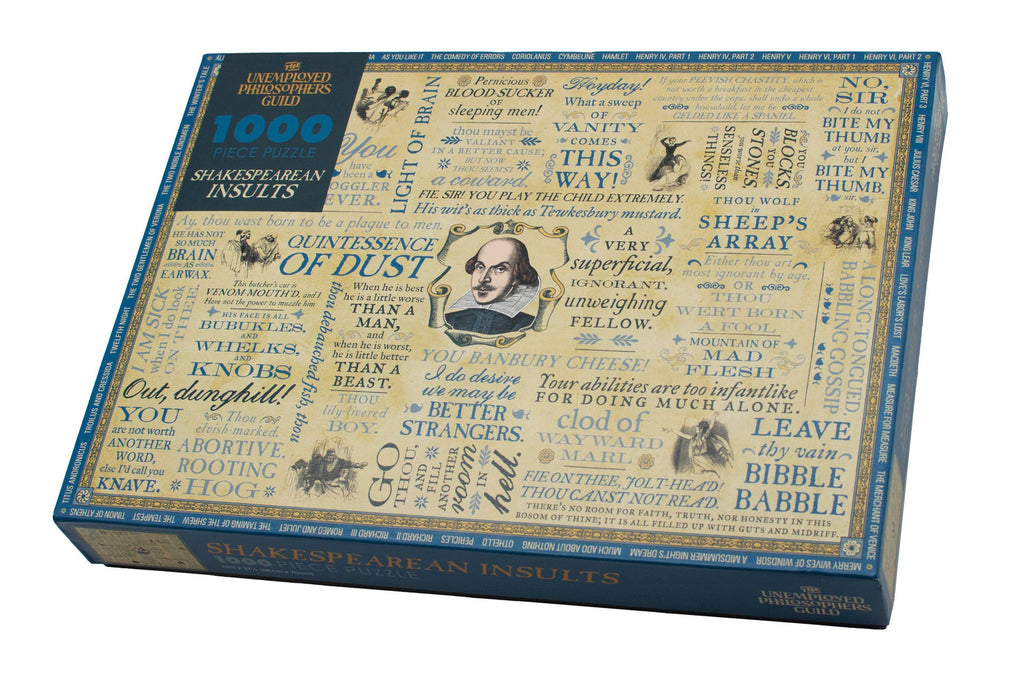 THE
UNEMPLOYED
PHILOSOPHERS
GUILD
1000
PIECE PUZZLE
SHAKESPEAREAN
INSULTS
AS YOU LIKE IT THE COMEDY OF ERRORS CORIOLANUS CYMBELINE HAMLET HENRY IV, PART 1 HENRY IV, PART 2 HENRY V HENRY VI, PART 1 HENRY VI, PART 2
HENRY VI, PART 3 HENRY VIII JULIUS CAESAR KING JOHN KING LEAR LOVE'S LABOR'S LOST MACBETH MEASURE FOR MEASURE THE MERCHANT OF VENICE
MERRY WIVES OF WINDSOR A MIDSUMMER NIGHT'S DREAM MUCH ADO ABOUT NOTHING OTHELLO PERICLES RICHARD II RICHARD III ROMEO AND JULIET THE TAMING OF THE SHREW THE TEMPEST TIMON OF ATHENS
TITUS ANDRONICUS TROILUS AND CRESSIDA TWELFTH NIGHT THE TWO GENTLEMEN OF VERONA THE TWO NOBLE KINSMEN THE WINTER'S TALE
You
have
been a
BOGGLER
EVER.
LIGHT OF BRAIN
Pernicious
BLOOD-SUCKER
OF
sleeping men!
thou mayst be
VALIANT
IN A BETTER CAUSE;
BUT NOW
THOU SEEMST
a coward.
Heyday!
What a sweep
OF
VANITY
COMES
THIS
WAY!
If your PEEVISH CHASTITY, which is
not worth a breakfast in the cheapest
country under the cope, shall undo a whole
household, let me be
GELDED LIKE A SPANIEL.
YOU
BLOCKS,
YOU
STONES,
you worse than
SENSELESS
THINGS!
NO,
SIR,
I do not
BITE MY
THUMB
at you, sir,
but I
BITE MY
THUMB,
sir.
FIE, SIR! YOU PLAY THE CHILD EXTREMELY.
His wit's as thick as Tewkesbury mustard.
Ay, thou wast born to be a plague to men.
HE HAS NOT
SO MUCH
BRAIN
AS
EARWAX.
QUINTESSENCE
OF DUST
A
VERY
superficial,
IGNORANT,
unweighing
FELLOW.
THOU WOLF
in
SHEEP'S
ARRAY
Either thou art
most ignorant by age,
OR
THOU
WERT BORN
A FOOL
MOUNTAIN OF
MAD
FLESH
A LONG-TONGUED,
BABBLING GOSSIP
I AM SICK
when I do look
ON THEE.
This butcher's cur is
VENOM-MOUTH'D, and I
Have not the power to muzzle him
HIS FACE IS ALL
BUBUKLES,
AND
WHELKS,
AND
KNOBS
thou debauched fish, thou
When he is best
he is a little worse
THAN A
MAN,
and
when he is worst,
he is little better
THAN A
BEAST.
YOU BANBURY CHEESE!
THOU
lily-livered
BOY.
I do desire
we may be
BETTER
STRANGERS.
Your abilities are too infantlike
FOR DOING MUCH ALONE.
Out, dunghill!
YOU
are not worth
ANOTHER
WORD,
else I'd call you
KNAVE.
Thou
elvish-marked,
ABORTIVE,
ROOTING
HOG
GO
THOU,
AND
FILL
ANOTHER
room
IN
hell.
clod of
WAYWARD
MARL
LEAVE
thy vain
BIBBLE
BABBLE
FIE ON THEE, JOLT-HEAD!
THOU CANST NOT READ.
THERE'S NO ROOM FOR FAITH, TRUTH, NOR HONESTY IN THIS
BOSOM OF THINE; IT IS ALL FILLED UP WITH GUTS AND MIDRIFF.
SHAKESPEAREAN INSULTS
1000 PIECE PUZZLE
THE
UNEMPLOYED
PHILOSOPHERS
GUILD